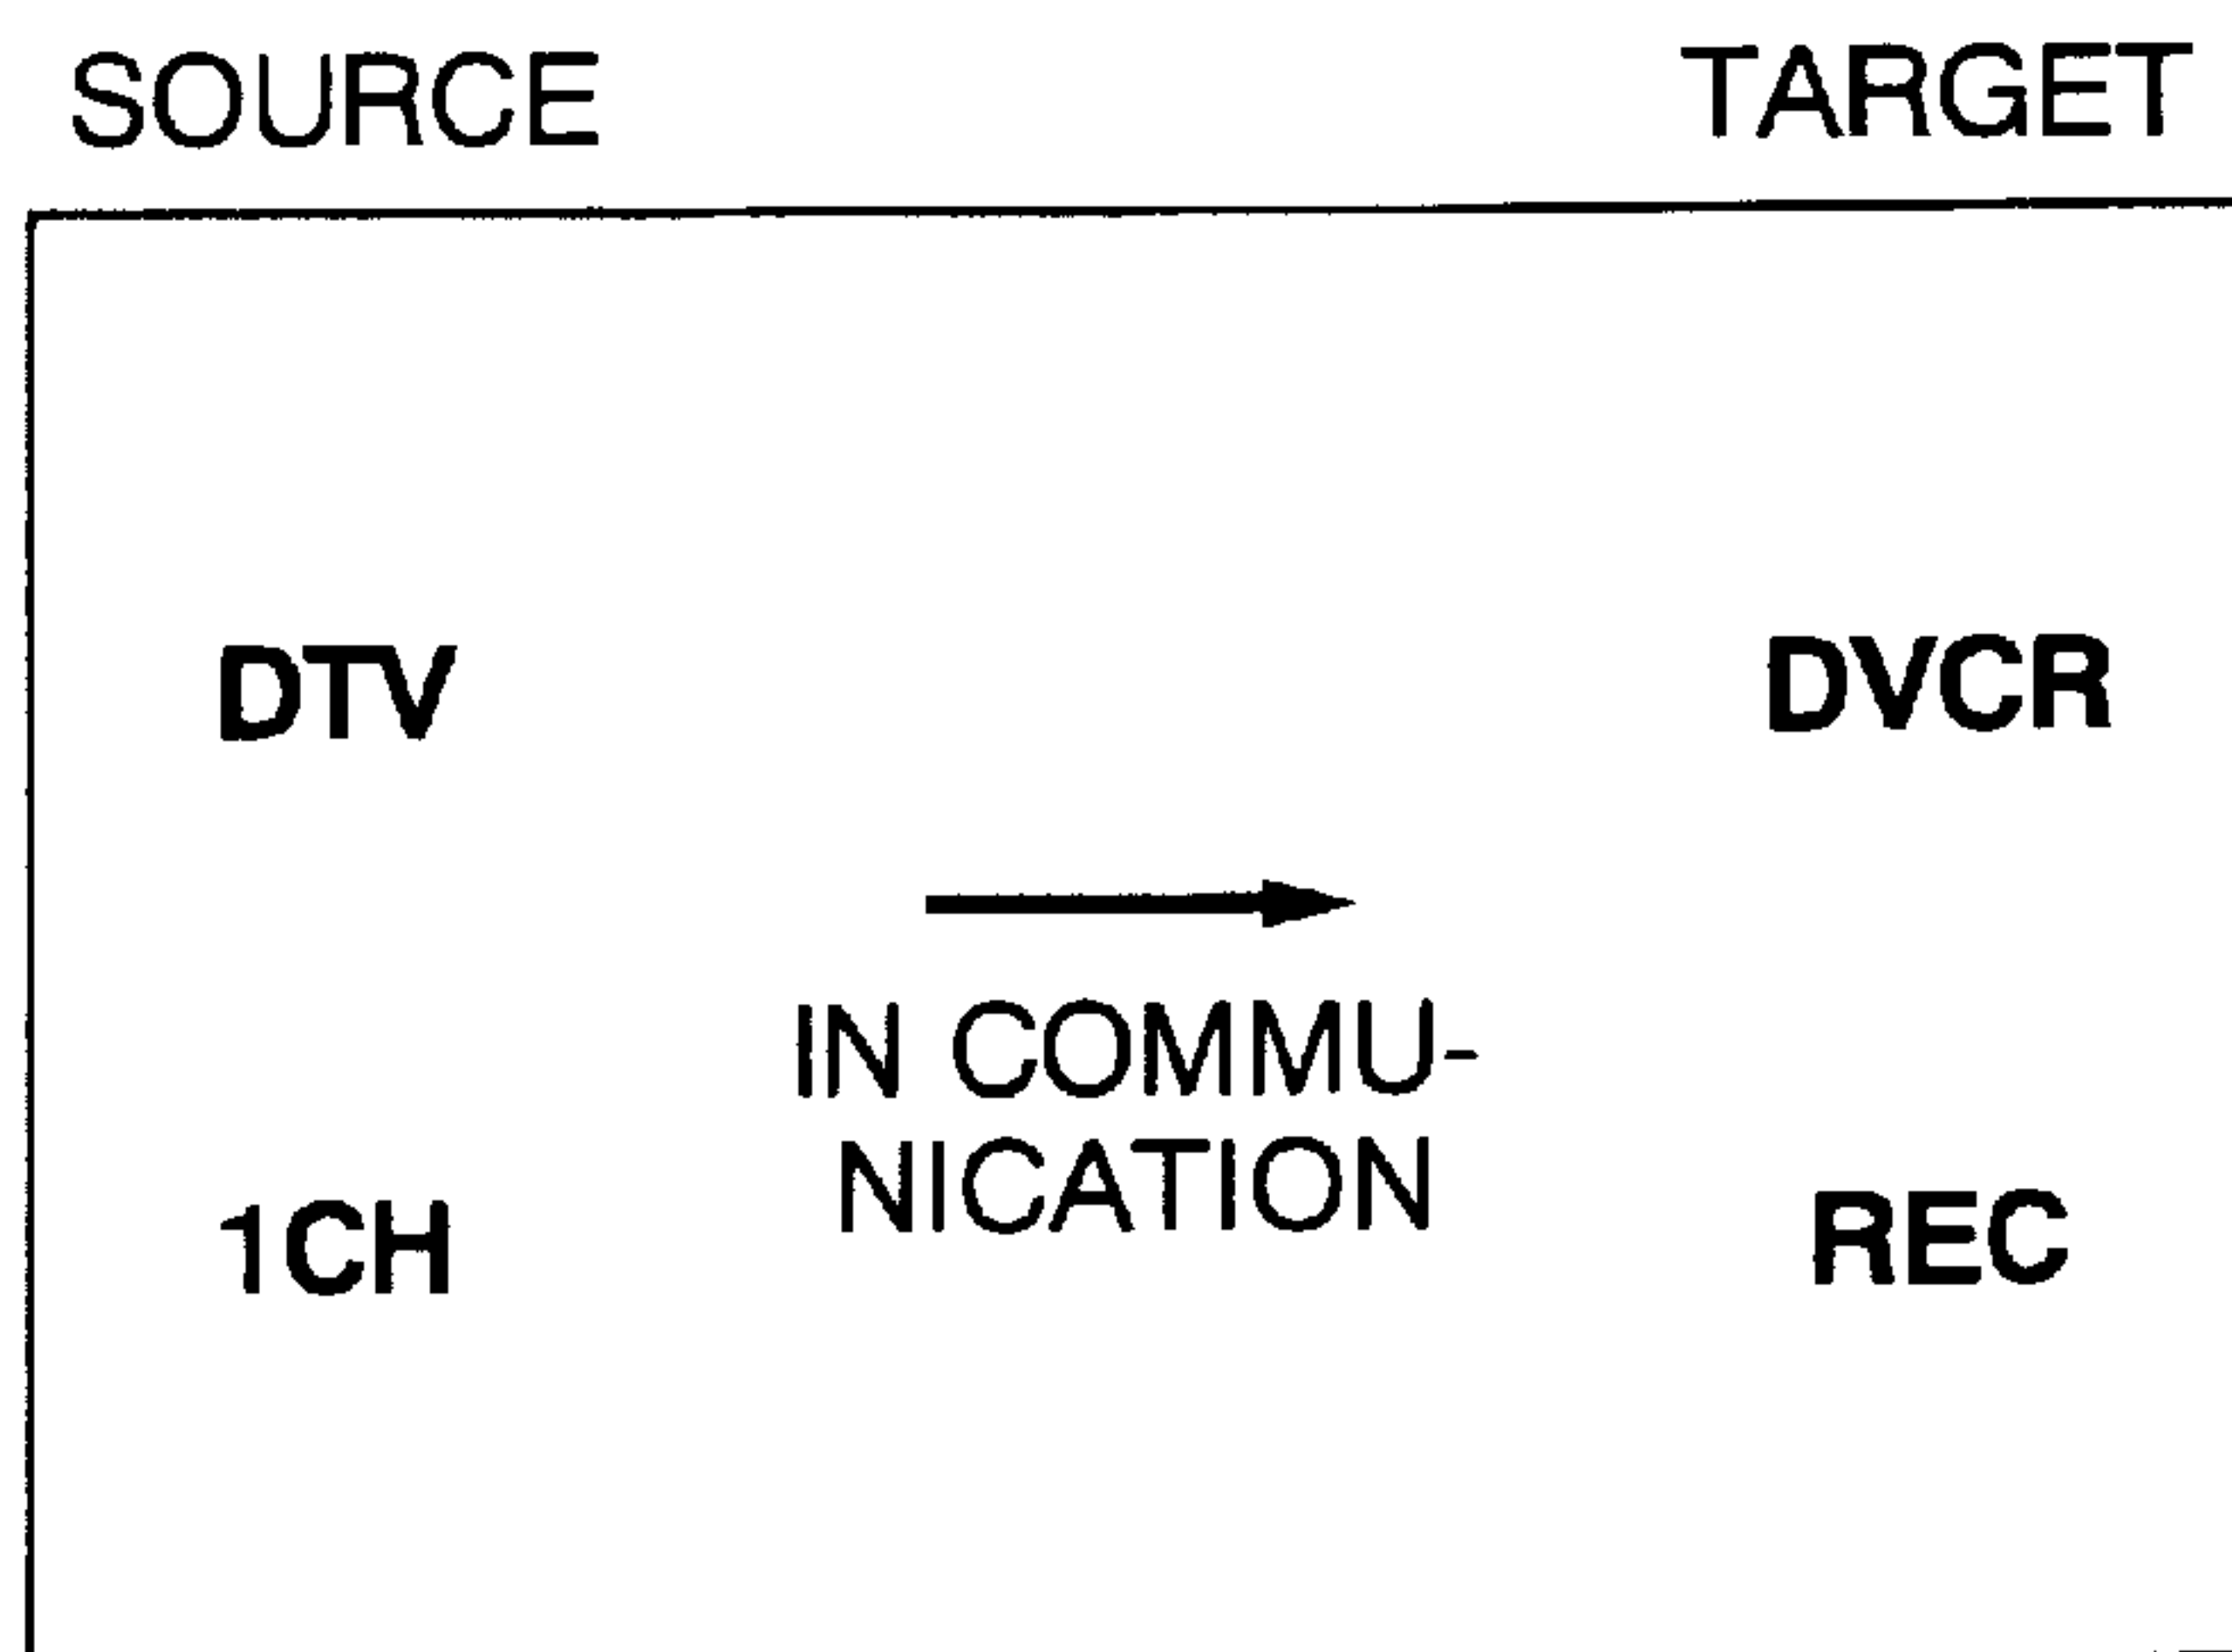 SOURCE TARGET
DTV DVCR
IN COMMU-
NICATION
1CH REC